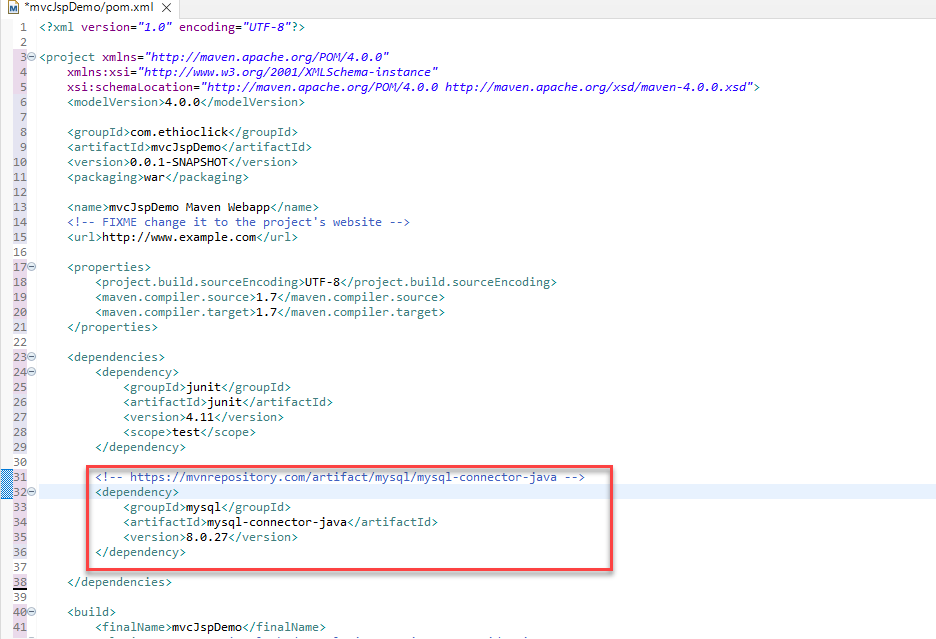 *mvcJspDemo/pom.xml
1 <?xml version="1.0" encoding="UTF-8"?>
2
3 <project xmlns="http://maven.apache.org/POM/4.0.0"
4 xmlns:xsi="http://www.w3.org/2001/XMLSchema-instance"
5 xsi:schemaLocation="http://maven.apache.org/POM/4.0.0 http://maven.apache.org/xsd/maven-4.0.0.xsd">
6 <modelVersion>4.0.0</modelVersion>
7
8 <groupId>com.ethioclick</groupId>
9 <artifactId>mvcJspDemo</artifactId>
10 <version>0.0.1-SNAPSHOT</version>
11 <packaging>war</packaging>
12
13 <name>mvcJspDemo Maven Webapp</name>
14 <!-- FIXME change it to the project's website -->
15 <url>http://www.example.com</url>
16
17 <properties>
18 <project.build.sourceEncoding>UTF-8</project.build.sourceEncoding>
19 <maven.compiler.source>1.7</maven.compiler.source>
20 <maven.compiler.target>1.7</maven.compiler.target>
21 </properties>
22
23 <dependencies>
24 <dependency>
25 <groupId>junit</groupId>
26 <artifactId>junit</artifactId>
27 <version>4.11</version>
28 <scope>test</scope>
29 </dependency>
30
31 <!-- https://mvnrepository.com/artifact/mysql/mysql-connector-java -->
32 <dependency>
33 <groupId>mysql</groupId>
34 <artifactId>mysql-connector-java</artifactId>
35 <version>8.0.27</version>
36 </dependency>
37
38 </dependencies>
39
40 <build>
41 <finalName>mvcJspDemo</finalName>